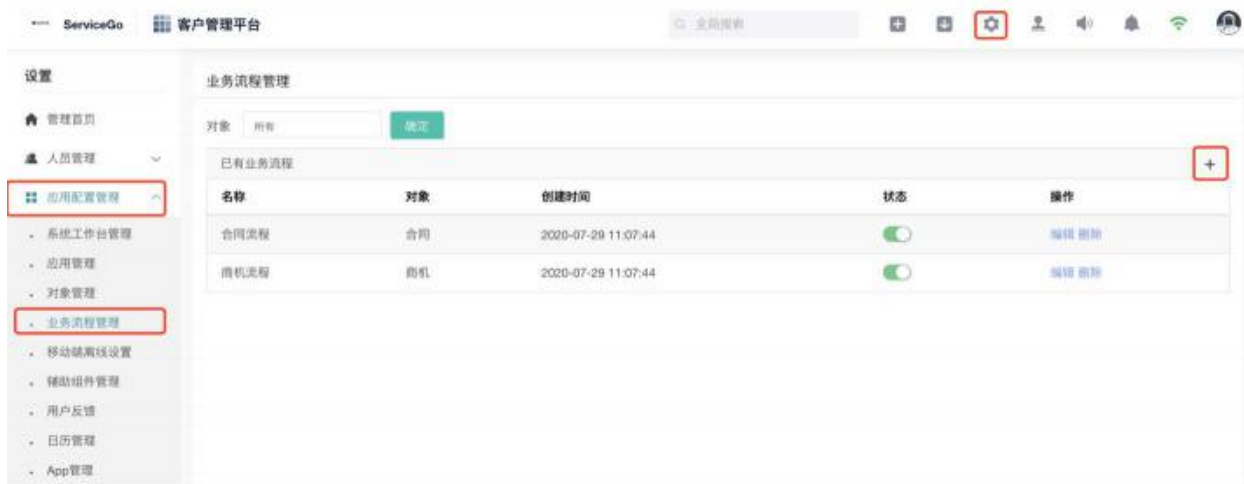 ServiceGo 客户管理平台 全局搜索
设置
管理首页
人员管理
应用配置管理
系统工作台管理
应用管理
对象管理
业务流程管理
移动端离线设置
辅助组件管理
用户反馈
日历管理
App管理
业务流程管理
对象 所有 确定
已有业务流程 +
名称 对象 创建时间 状态 操作
合同流程 合同 2020-07-29 11:07:44 编辑 删除
商机流程 商机 2020-07-29 11:07:44 编辑 删除